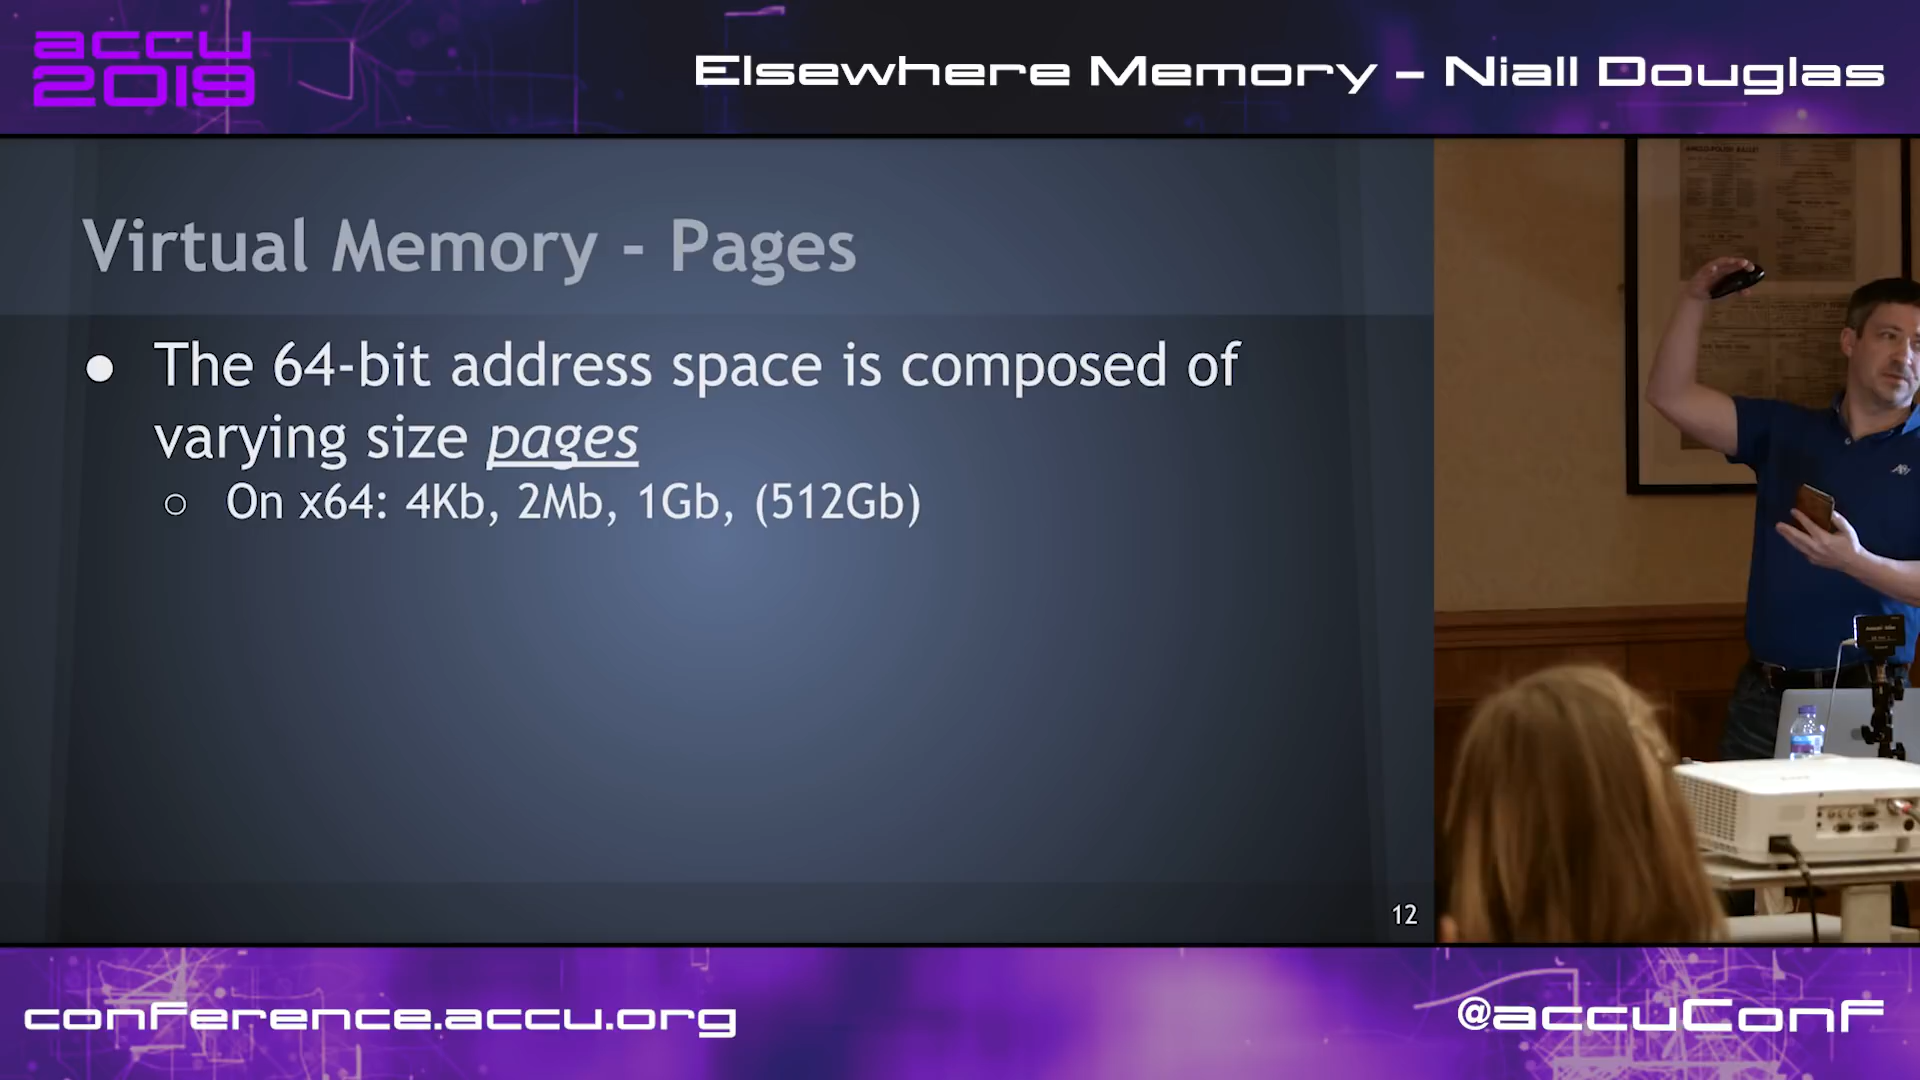 accu
2019
Elsewhere Memory – Niall Douglas
Virtual Memory - Pages
● The 64-bit address space is composed of
varying size pages
○ On x64: 4Kb, 2Mb, 1Gb, (512Gb)
12
conference.accu.org
@accuConf